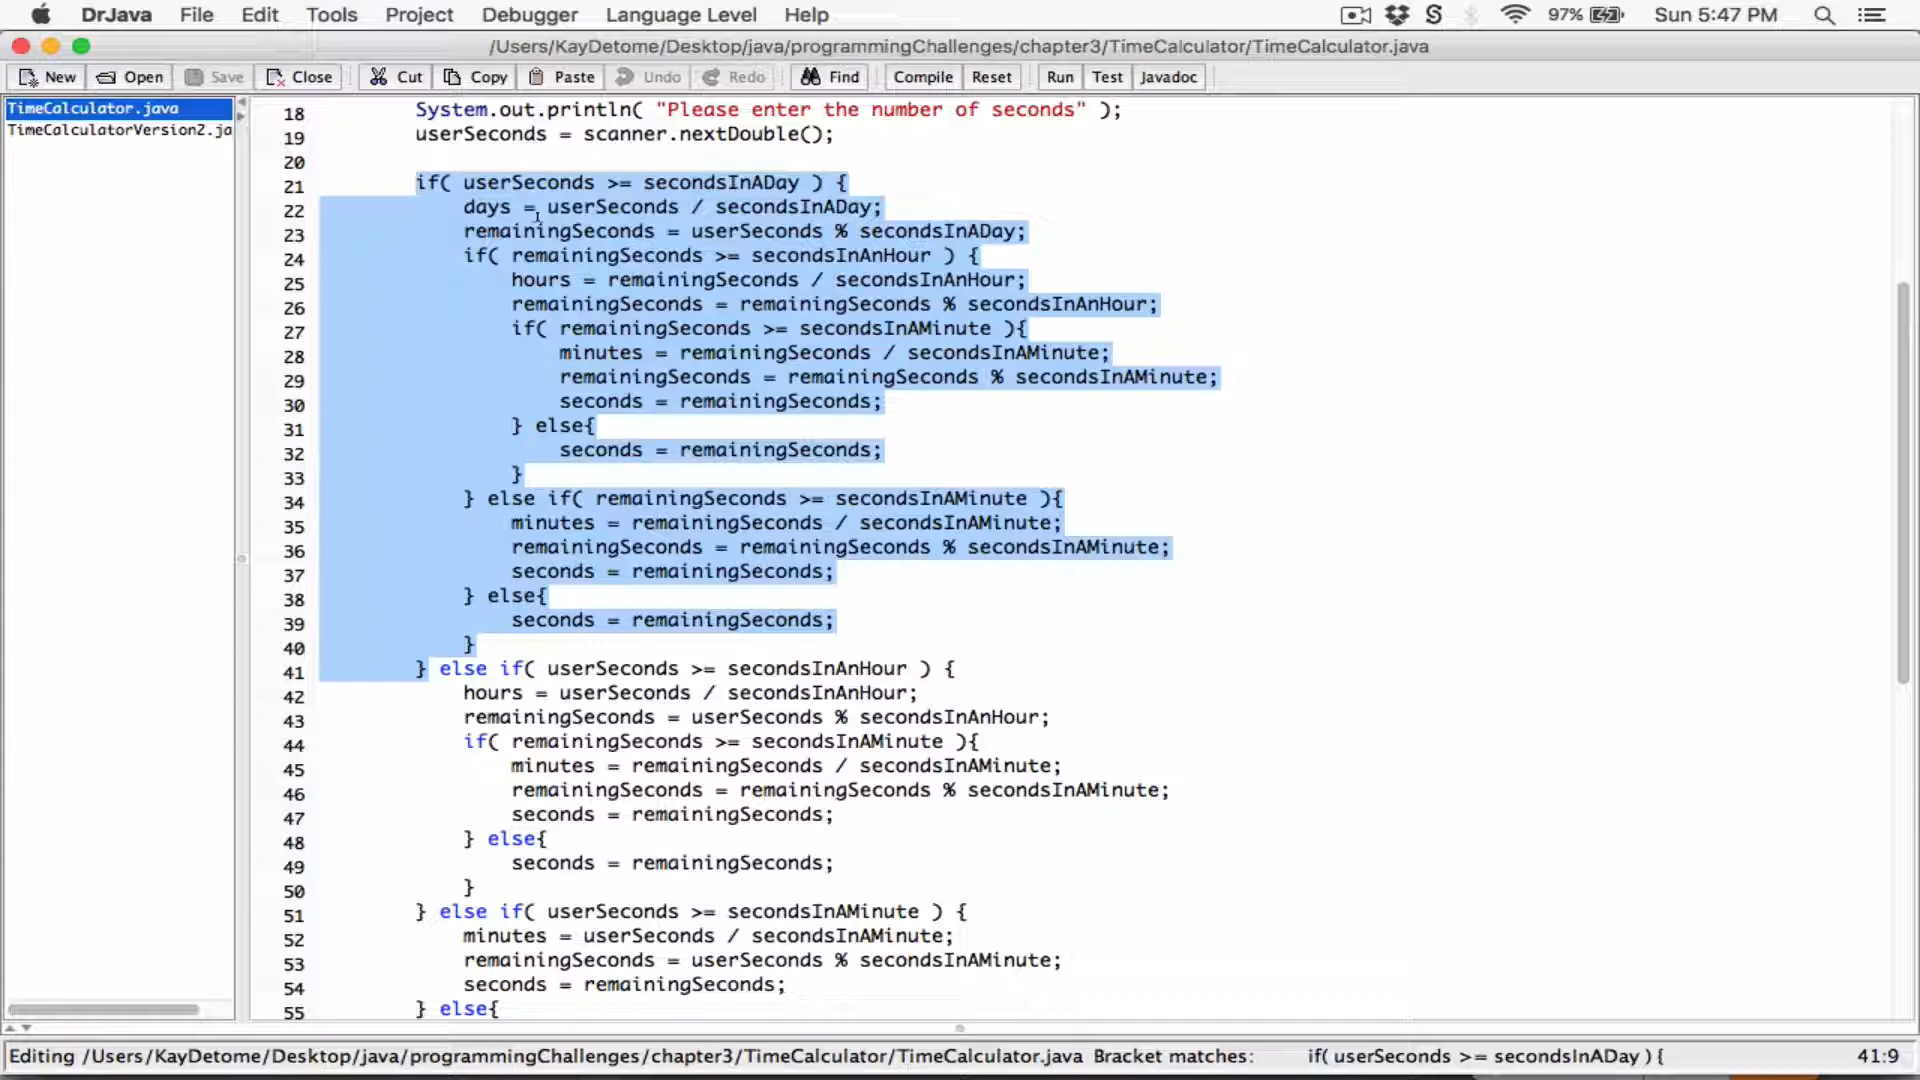 DrJava File Edit Tools Project Debugger Language Level Help S 97% Sun 5:47 PM
/Users/KayDetome/Desktop/java/programmingChallenges/chapter3/TimeCalculator/TimeCalculator.java
New Open Save Close Cut Copy Paste Undo Redo Find Compile Reset Run Test Javadoc
TimeCalculator.java
TimeCalculatorVersion2.ja
18 System.out.println( "Please enter the number of seconds" );
19 userSeconds = scanner.nextDouble();
20
21 if( userSeconds >= secondsInADay ) {
22 days = userSeconds / secondsInADay;
23 remainingSeconds = userSeconds % secondsInADay;
24 if( remainingSeconds >= secondsInAnHour ) {
25 hours = remainingSeconds / secondsInAnHour;
26 remainingSeconds = remainingSeconds % secondsInAnHour;
27 if( remainingSeconds >= secondsInAMinute ){
28 minutes = remainingSeconds / secondsInAMinute;
29 remainingSeconds = remainingSeconds % secondsInAMinute;
30 seconds = remainingSeconds;
31 } else{
32 seconds = remainingSeconds;
33 }
34 } else if( remainingSeconds >= secondsInAMinute ){
35 minutes = remainingSeconds / secondsInAMinute;
36 remainingSeconds = remainingSeconds % secondsInAMinute;
37 seconds = remainingSeconds;
38 } else{
39 seconds = remainingSeconds;
40 }
41 } else if( userSeconds >= secondsInAnHour ) {
42 hours = userSeconds / secondsInAnHour;
43 remainingSeconds = userSeconds % secondsInAnHour;
44 if( remainingSeconds >= secondsInAMinute ){
45 minutes = remainingSeconds / secondsInAMinute;
46 remainingSeconds = remainingSeconds % secondsInAMinute;
47 seconds = remainingSeconds;
48 } else{
49 seconds = remainingSeconds;
50 }
51 } else if( userSeconds >= secondsInAMinute ) {
52 minutes = userSeconds / secondsInAMinute;
53 remainingSeconds = userSeconds % secondsInAMinute;
54 seconds = remainingSeconds;
55 } else{
Editing /Users/KayDetome/Desktop/java/programmingChallenges/chapter3/TimeCalculator/TimeCalculator.java Bracket matches: if( userSeconds >= secondsInADay ) { 41:9